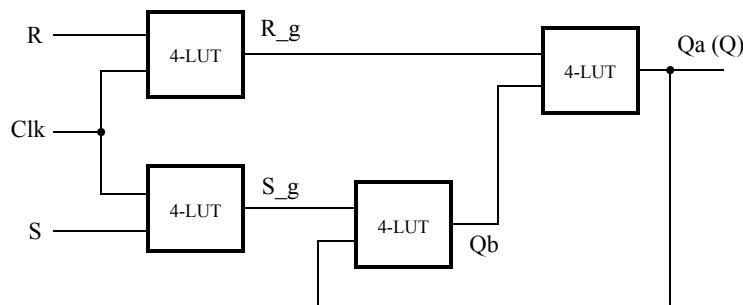 R
4-LUT
R_g
4-LUT
Qa (Q)
Clk
S
4-LUT
S_g
4-LUT
Qb